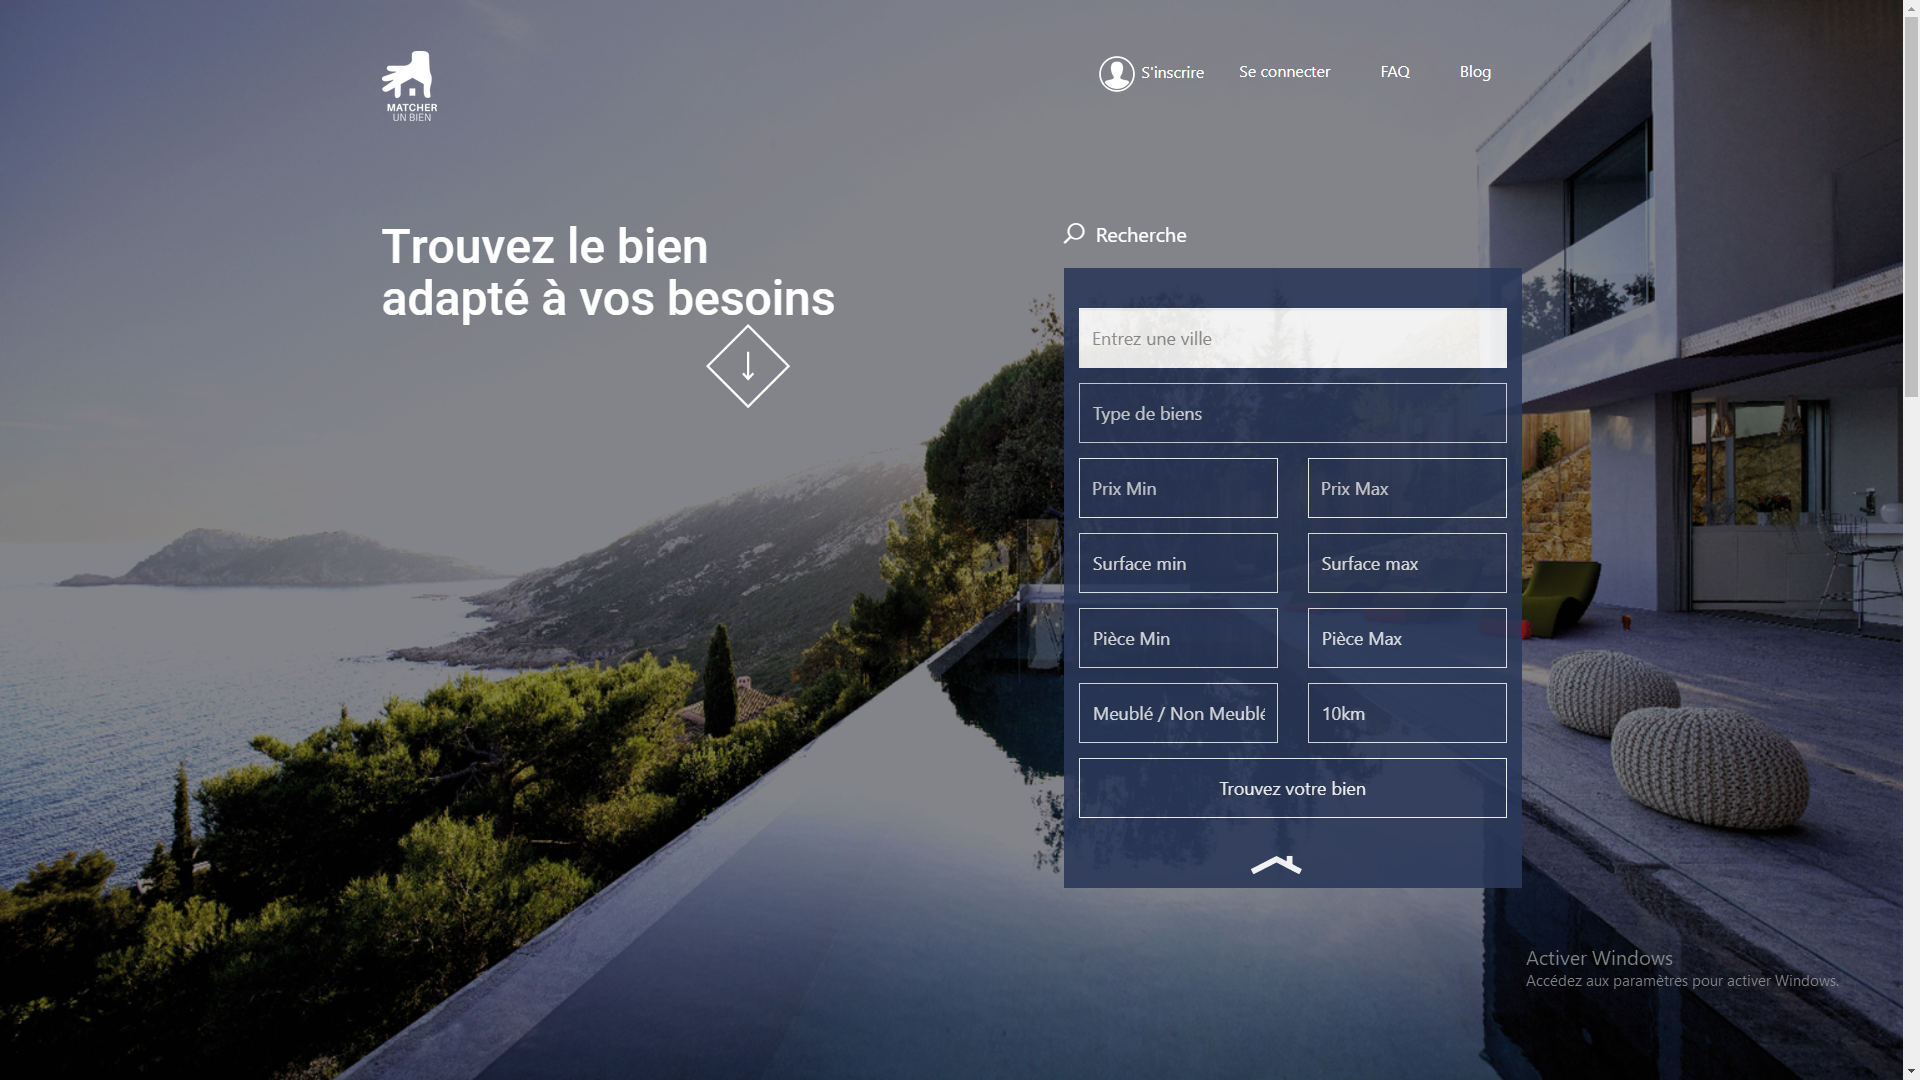 MATCHER
UN BIEN
S'inscrire
Se connecter
FAQ
Blog
Trouvez le bien
adapté à vos besoins
Recherche
Entrez une ville
Type de biens
Prix Min
Prix Max
Surface min
Surface max
Pièce Min
Pièce Max
Meublé / Non Meublé
10km
Trouvez votre bien
Activer Windows
Accédez aux paramètres pour activer Windows.